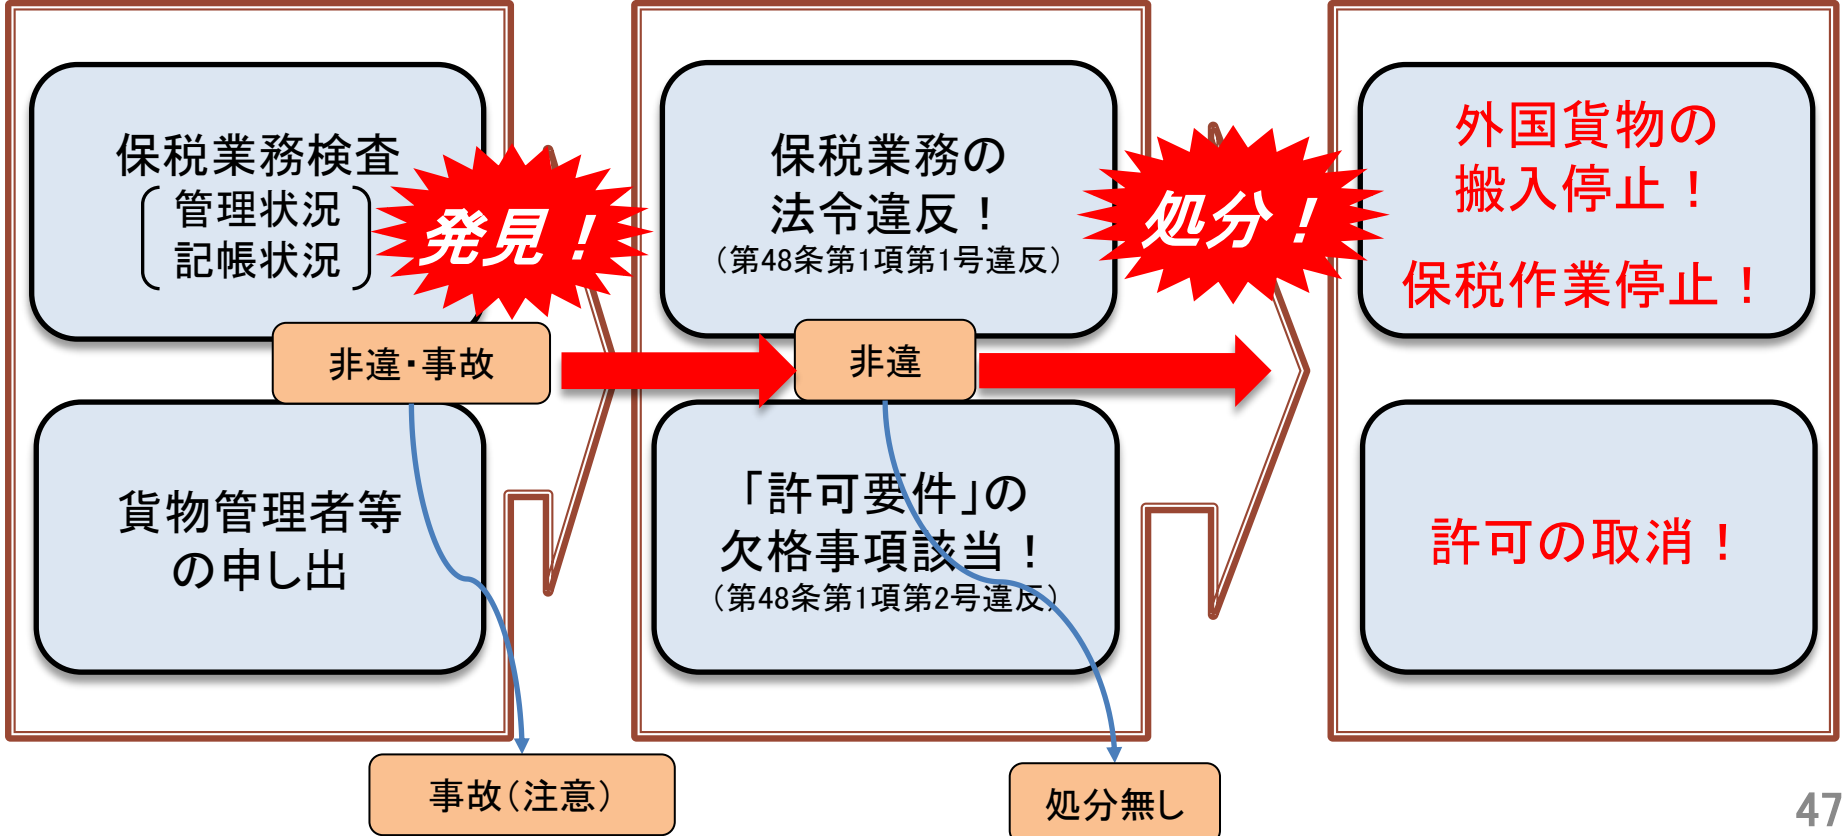 保税業務検査
管理状況
記帳状況
発見！
非違・事故
貨物管理者等
の申し出
事故（注意）
保税業務の
法令違反！
（第48条第1項第1号違反）
非違
「許可要件」の
欠格事項該当！
（第48条第1項第2号違反）
処分無し
処分！
外国貨物の
搬入停止！
保税作業停止！
許可の取消！
47